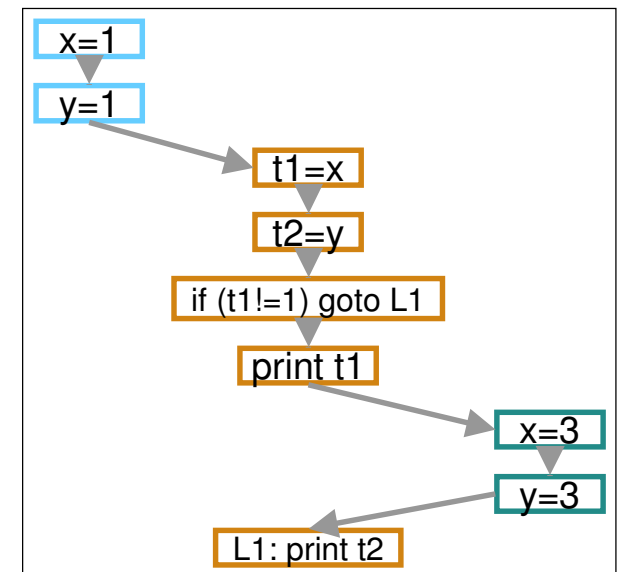 x=1
y=1
t1=x
t2=y
if (t1!=1) goto L1
print t1
x=3
y=3
L1: print t2